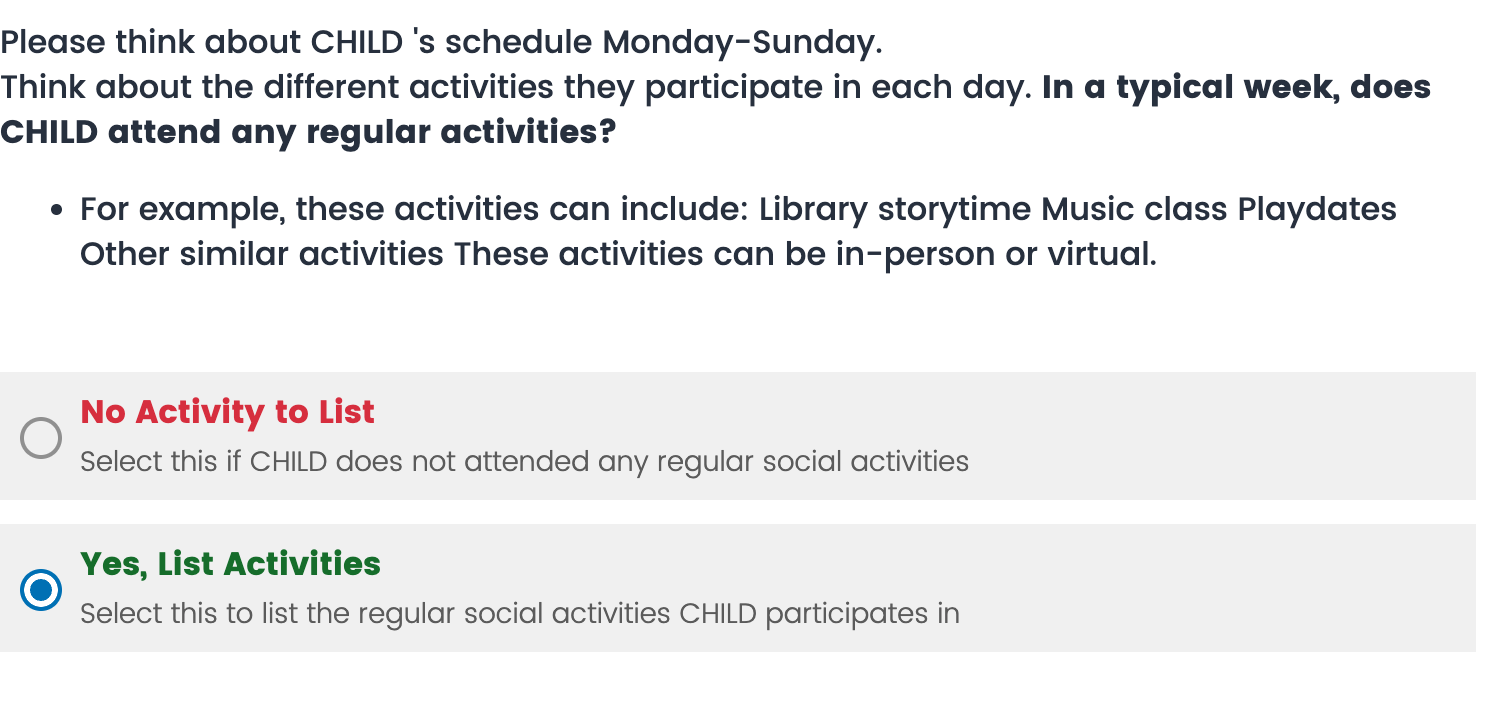 Please think about CHILD 's schedule Monday-Sunday.
Think about the different activities they participate in each day. In a typical week, does
CHILD attend any regular activities?
• For example, these activities can include: Library storytime Music class Playdates
Other similar activities These activities can be in-person or virtual.
No Activity to List
Select this if CHILD does not attended any regular social activities
Yes, List Activities
Select this to list the regular social activities CHILD participates in